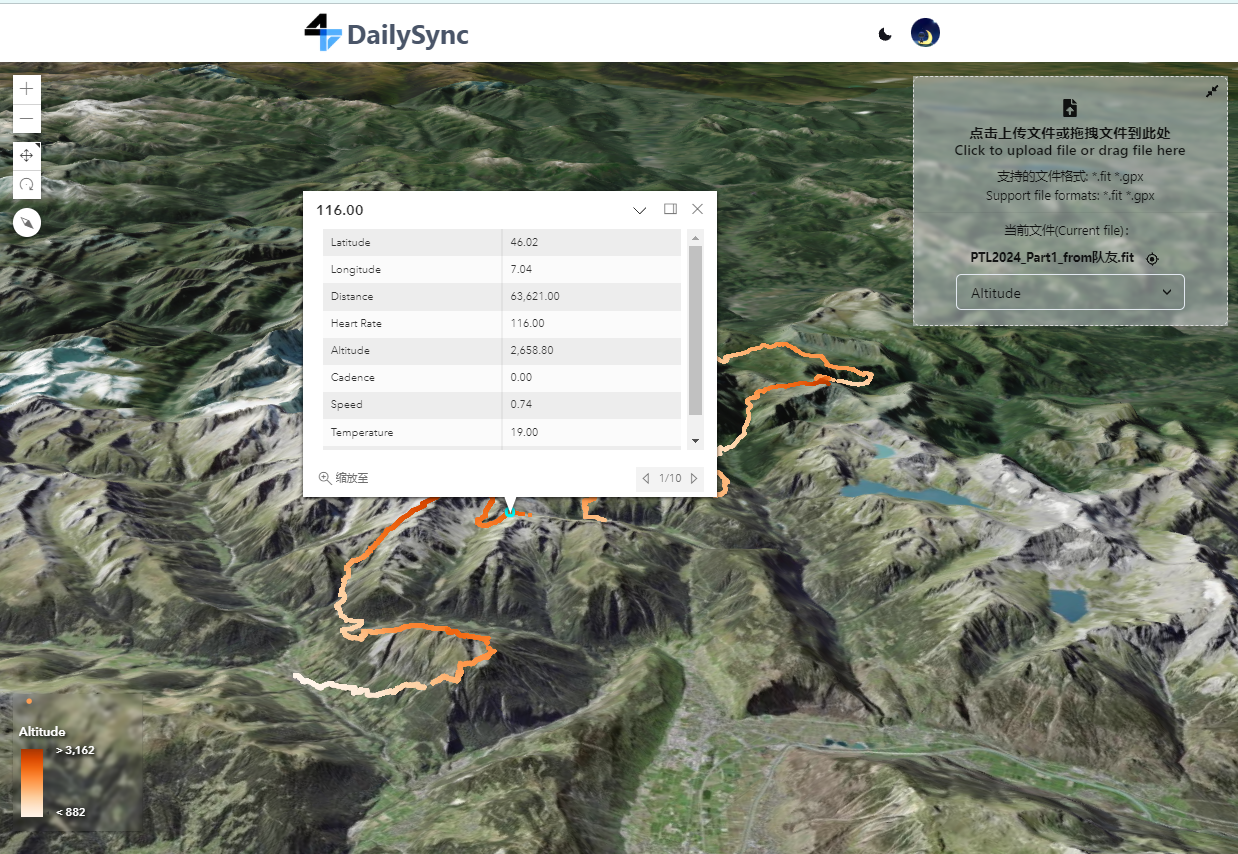 DailySync
点击上传文件或拖拽文件到此处
Click to upload file or drag file here
支持的文件格式: *.fit *.gpx
Support file formats: *.fit *.gpx
当前文件(Current file) :
PTL2024_Part1_from队友.fit
Altitude
116.00
Latitude 46.02
Longitude 7.04
Distance 63,621.00
Heart Rate 116.00
Altitude 2,658.80
Cadence 0.00
Speed 0.74
Temperature 19.00
缩放至
1/10
Altitude
> 3,162
< 882